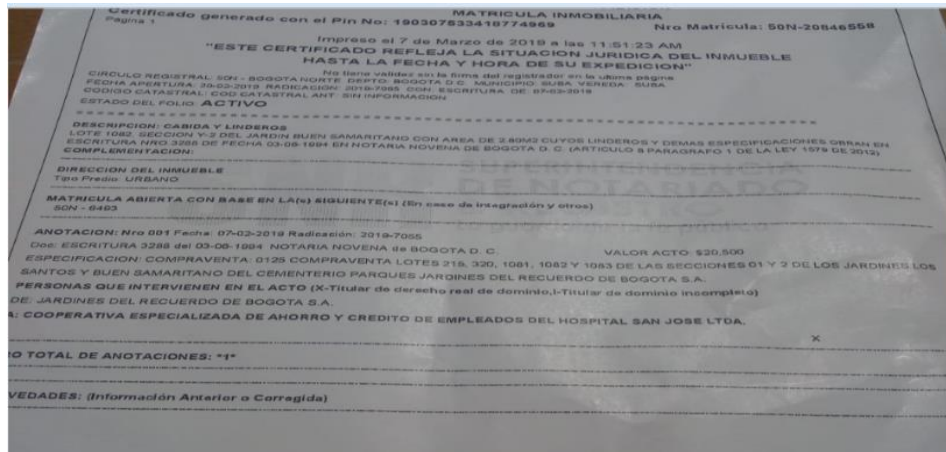 MATRICULA INMOBILIARIA
Certificado generado con el Pin No: 190307533418774969
Nro Matrícula: 50N-20846558
Pagina 1
Impreso el 7 de Marzo de 2019 a las 11:51:23 AM
"ESTE CERTIFICADO REFLEJA LA SITUACION JURIDICA DEL INMUEBLE
HASTA LA FECHA Y HORA DE SU EXPEDICION"
No tiene validez sin la firma del registrador en la ultima página
CIRCULO REGISTRAL: 50N - BOGOTA NORTE DEPTO: BOGOTA D.C. MUNICIPIO: SUBA VEREDA: SUBA
FECHA APERTURA: 20-02-2019 RADICACIÓN: 2019-7055 CON: ESCRITURA DE: 07-02-2019
CODIGO CATASTRAL: COD CATASTRAL ANT: SIN INFORMACION
ESTADO DEL FOLIO: ACTIVO
DESCRIPCION: CABIDA Y LINDEROS
LOTE 1082, SECCION Y-2 DEL JARDIN BUEN SAMARITANO CON AREA DE 2.80M2 CUYOS LINDEROS Y DEMAS ESPECIFICACIONES OBRAN EN
ESCRITURA NRO.3288 DE FECHA 03-08-1994 EN NOTARIA NOVENA DE BOGOTA D. C. (ARTICULO 8 PARAGRAFO 1 DE LA LEY 1579 DE 2012)
COMPLEMENTACION:
DIRECCION DEL INMUEBLE
Tipo Predio: URBANO
SUPERINTENDENCIA
DE NOTARIADO
MATRICULA ABIERTA CON BASE EN LA(s) SIGUIENTE(s) (En caso de integración y otros)
50N - 6493
ANOTACION: Nro 001 Fecha: 07-02-2019 Radicación: 2019-7055
Doc: ESCRITURA 3288 del 03-08-1994 NOTARIA NOVENA de BOGOTA D. C. VALOR ACTO: $20,500
ESPECIFICACION: COMPRAVENTA: 0125 COMPRAVENTA LOTES 215, 320, 1081, 1082 Y 1083 DE LAS SECCIONES 01 Y 2 DE LOS JARDINES LOS
SANTOS Y BUEN SAMARITANO DEL CEMENTERIO PARQUES JARDINES DEL RECUERDO DE BOGOTA S.A.
PERSONAS QUE INTERVIENEN EN EL ACTO (X-Titular de derecho real de dominio,I-Titular de dominio incompleto)
DE: JARDINES DEL RECUERDO DE BOGOTA S.A.
A: COOPERATIVA ESPECIALIZADA DE AHORRO Y CREDITO DE EMPLEADOS DEL HOSPITAL SAN JOSE LTDA.
X
O TOTAL DE ANOTACIONES: *1*
VEDADES: (Información Anterior o Corregida)